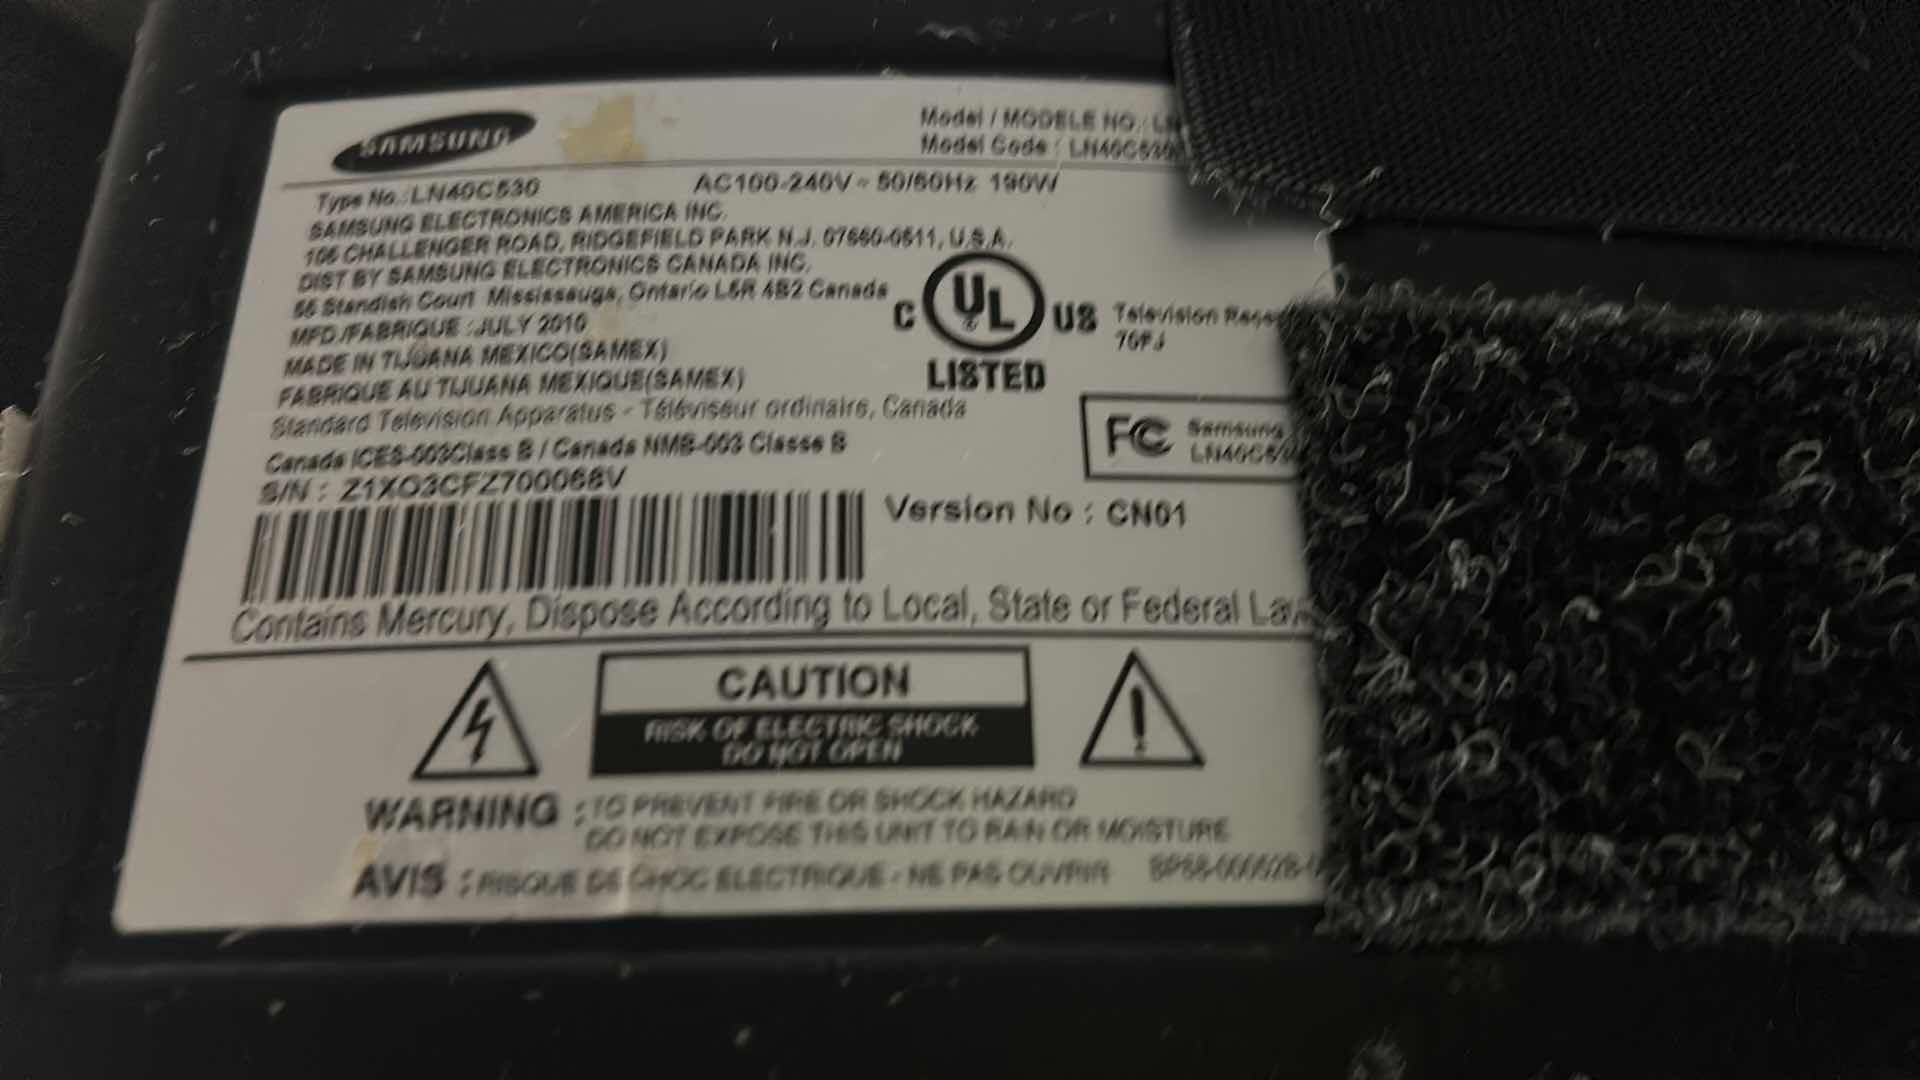 SAMSUNG
Model / MODELE NO.: LN
Model Code : LN40C530
Type No.: LN40C530 AC100-240V ~ 50/60Hz 190W
SAMSUNG ELECTRONICS AMERICA INC.
105 CHALLENGER ROAD, RIDGEFIELD PARK N.J. 07660-0511, U.S.A.
DIST BY SAMSUNG ELECTRONICS CANADA INC.
55 Standish Court Mississauga, Ontario L5R 4B2 Canada
MFD./FABRIQUE : JULY 2010
MADE IN TIJUANA MEXICO(SAMEX)
FABRIQUE AU TIJUANA MEXIQUE(SAMEX)
C UL US
LISTED
Television
Standard Television Apparatus - Téléviseur ordinaire, Canada
Canada ICES-003Class B / Canada NMB-003 Classe B
FC Samsung
LN40C530
S/N : Z1XO3CFZ700068V
Version No : CN01
Contains Mercury, Dispose According to Local, State or Federal
CAUTION
RISK OF ELECTRIC SHOCK
DO NOT OPEN
WARNING : TO PREVENT FIRE OR SHOCK HAZARD
DO NOT EXPOSE THIS UNIT TO RAIN OR MOISTURE
AVIS : RISQUE DE CHOC ELECTRIQUE - NE PAS OUVRIR